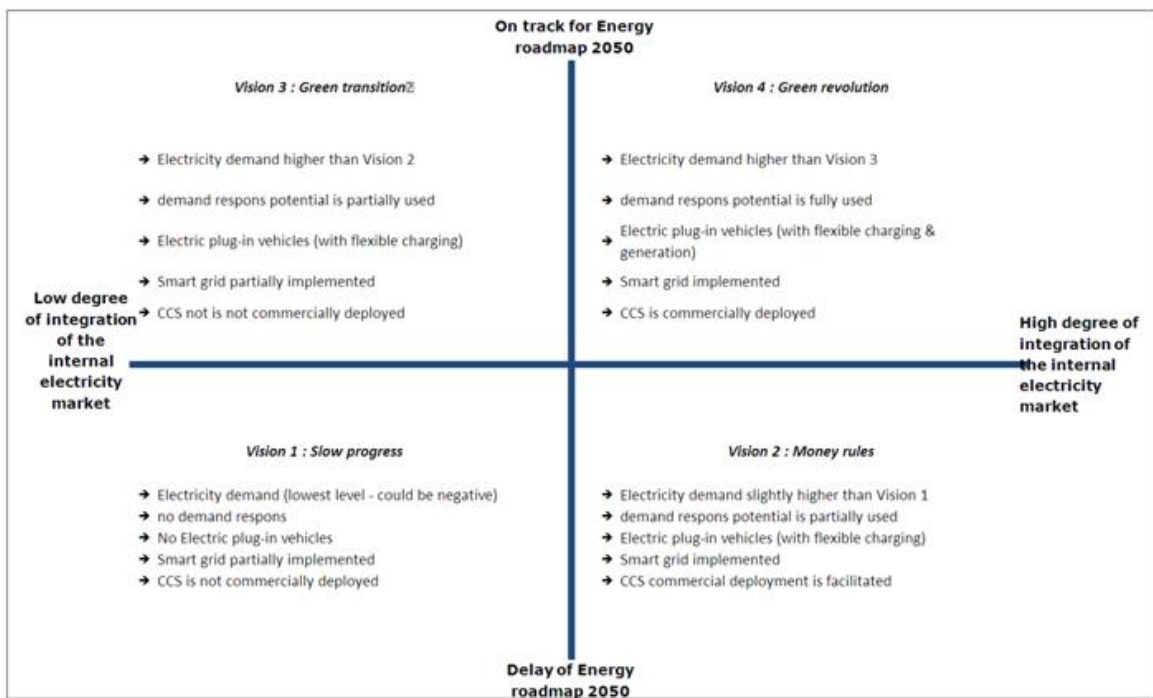 On track for Energy
roadmap 2050
Vision 3 : Green transition
Vision 4 : Green revolution
➔ Electricity demand higher than Vision 2
➔ demand respons potential is partially used
➔ Electric plug-in vehicles (with flexible charging)
➔ Smart grid partially implemented
➔ CCS not is not commercially deployed
➔ Electricity demand higher than Vision 3
➔ demand respons potential is fully used
➔ Electric plug-in vehicles (with flexible charging &
generation)
➔ Smart grid implemented
➔ CCS is commercially deployed
Low degree
of integration
of the
internal
electricity
market
High degree of
integration of
the internal
electricity
market
Vision 1 : Slow progress
Vision 2 : Money rules
➔ Electricity demand (lowest level - could be negative)
➔ no demand respons
➔ No Electric plug-in vehicles
➔ Smart grid partially implemented
➔ CCS is not commercially deployed
➔ Electricity demand slightly higher than Vision 1
➔ demand respons potential is partially used
➔ Electric plug-in vehicles (with flexible charging)
➔ Smart grid implemented
➔ CCS commercial deployment is facilitated
Delay of Energy
roadmap 2050